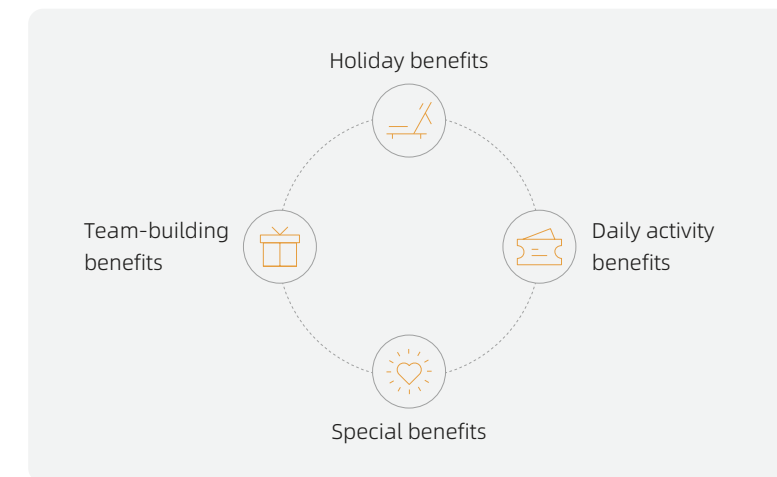 Holiday benefits
Team-building
benefits
Daily activity
benefits
Special benefits